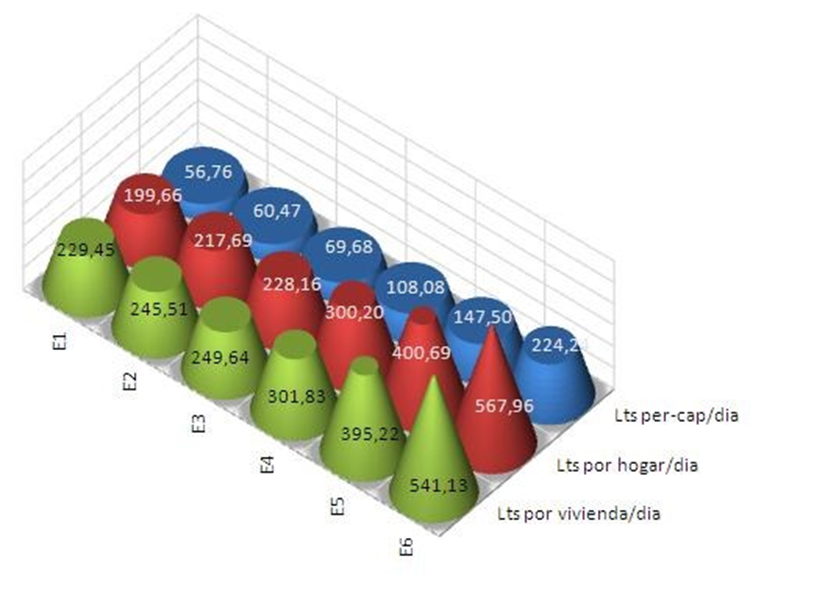 56,76
199,66
60,47
229,45
217,69
69,68
245,51
228,16
108,08
249,64
300,20
147,50
301,83
400,69
395,22
567,96
541,13
E1
E2
E3
E4
E5
E6
Lts per-cap/dia
Lts por hogar/dia
Lts por vivienda/dia